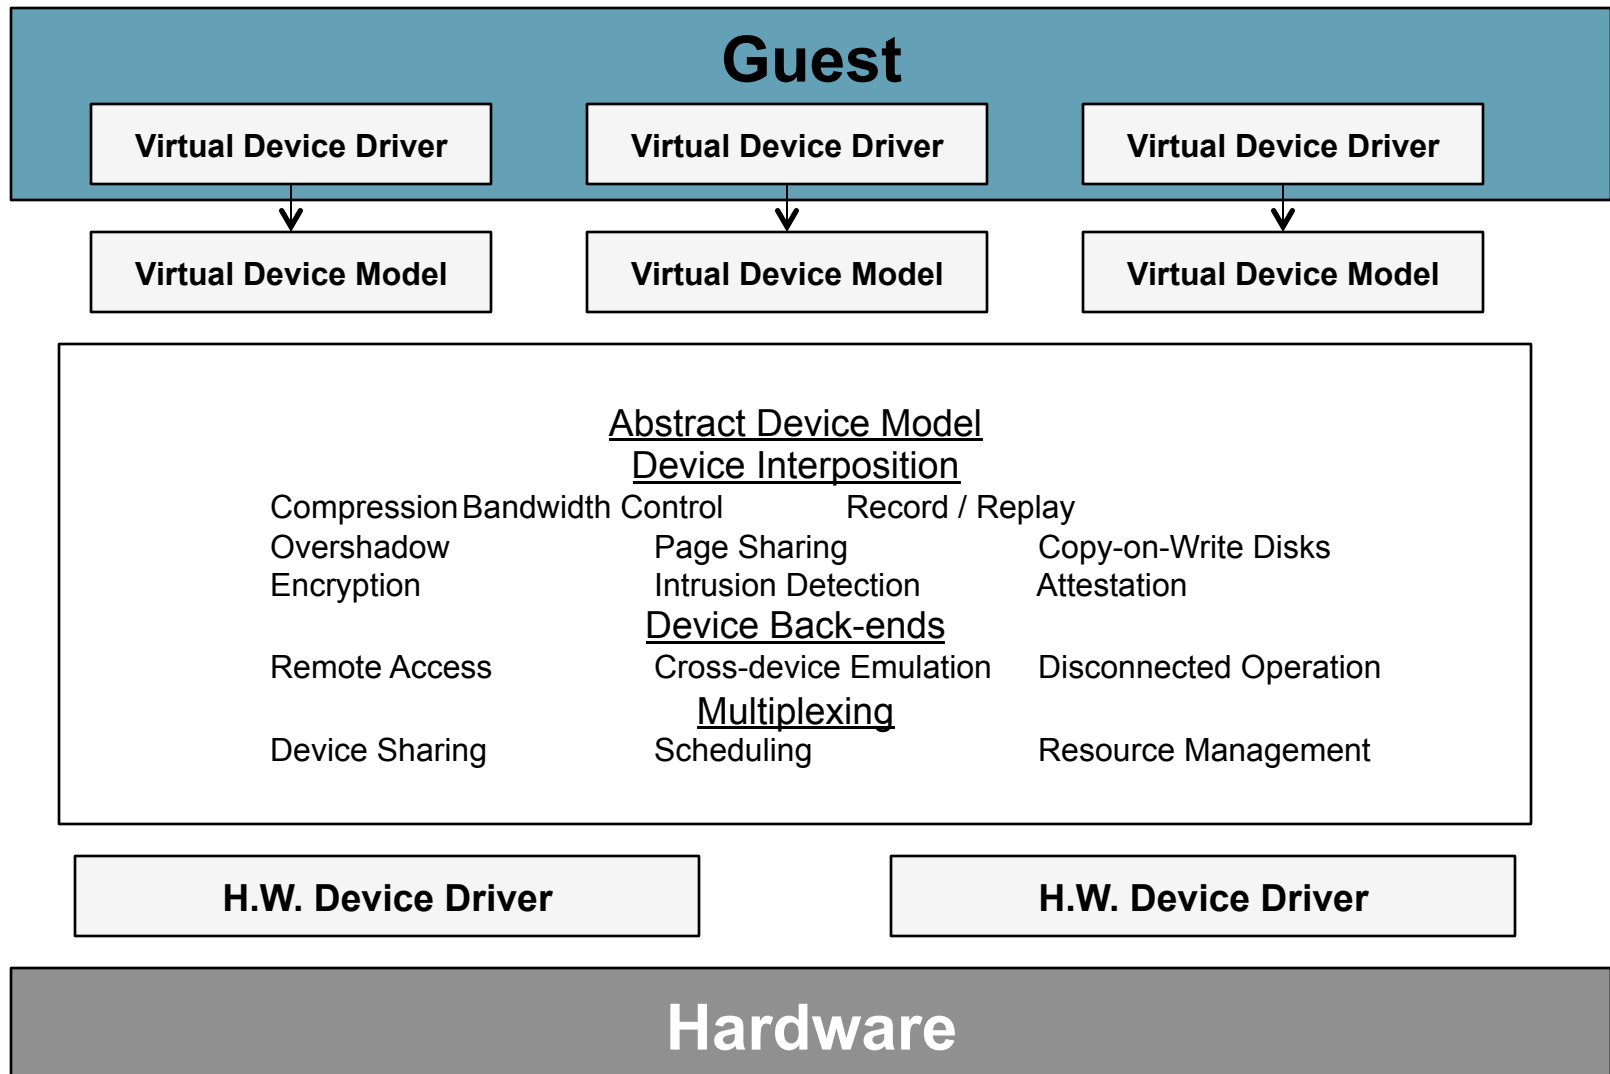 Guest
Virtual Device Driver Virtual Device Driver Virtual Device Driver
Virtual Device Model Virtual Device Model Virtual Device Model
Abstract Device Model
Device Interposition
Compression Bandwidth Control Record / Replay
Overshadow Page Sharing Copy-on-Write Disks
Encryption Intrusion Detection Attestation
Device Back-ends
Remote Access Cross-device Emulation Disconnected Operation
Multiplexing
Device Sharing Scheduling Resource Management
H.W. Device Driver H.W. Device Driver
Hardware